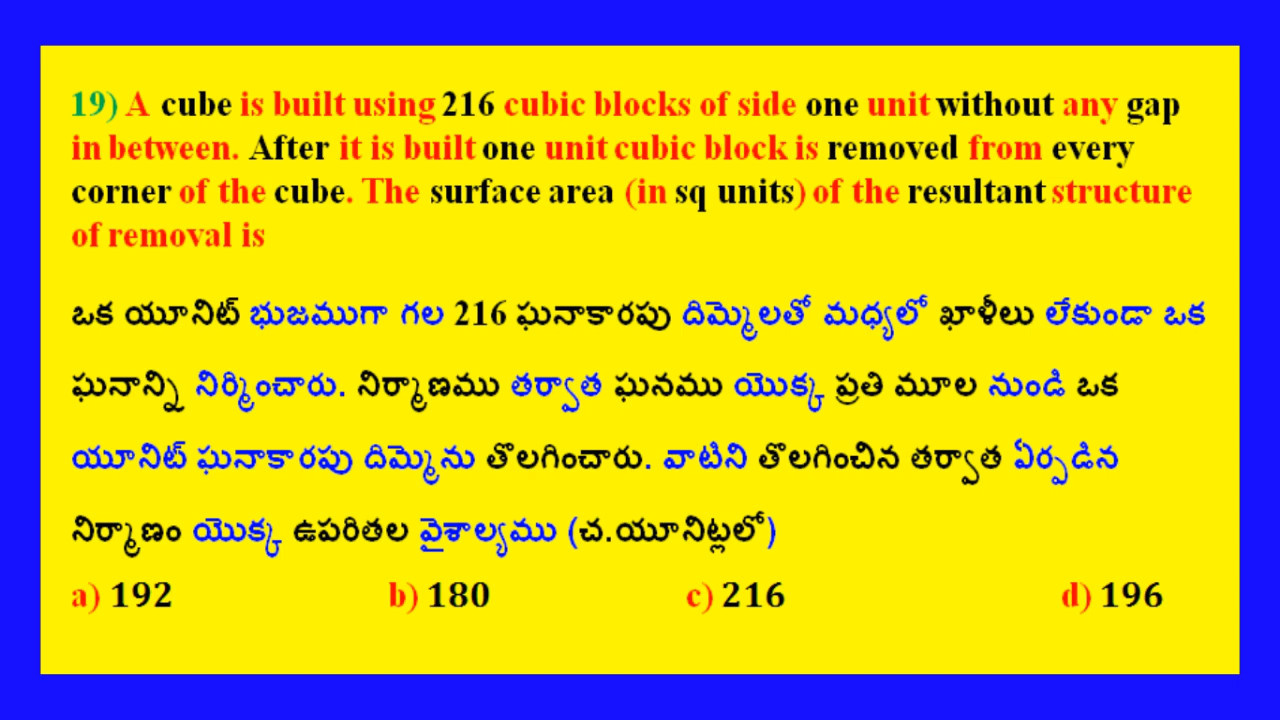 19) A cube is built using 216 cubic blocks of side one unit without any gap
in between. After it is built one unit cubic block is removed from every
corner of the cube. The surface area (in sq units) of the resultant structure
of removal is
ఒక యూనిట్ భుజముగా గల 216 ఘనాకారపు దిమ్మెలతో మధ్యలో ఖాళీలు లేకుండా ఒక
ఘనాన్ని నిర్మించారు. నిర్మాణము తర్వాత ఘనము యొక్క ప్రతి మూల నుండి ఒక
యూనిట్ ఘనాకారపు దిమ్మెను తొలగించారు. వాటిని తొలగించిన తర్వాత ఏర్పడిన
నిర్మాణం యొక్క ఉపరితల వైశాల్యము (చ.యూనిట్లలో)
a) 192 b) 180 c) 216 d) 196